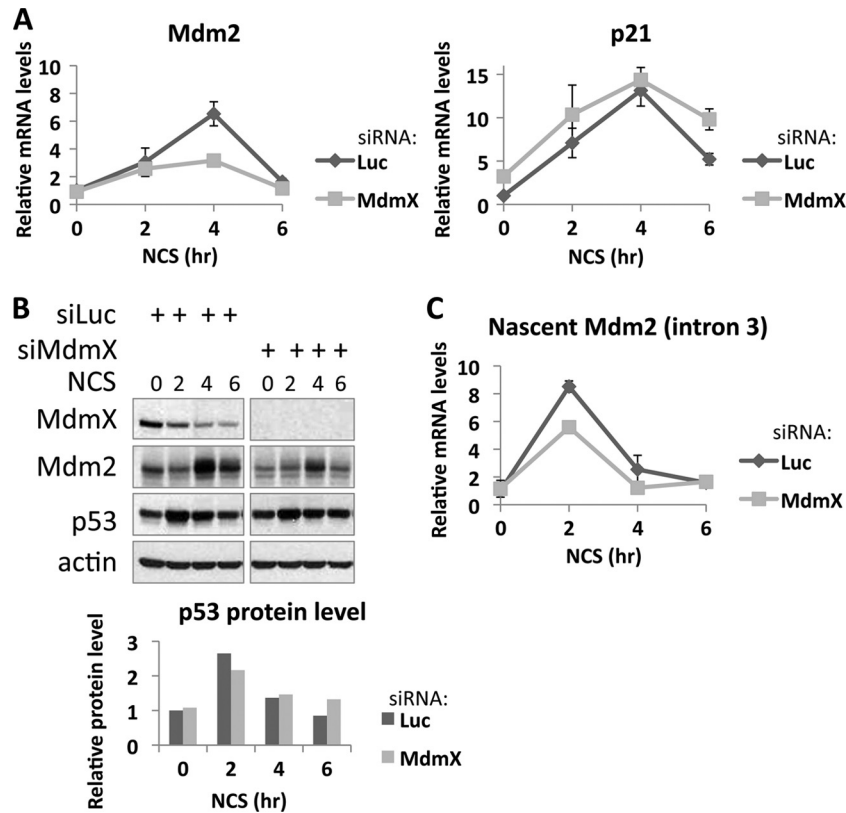 A
Mdm2
Relative mRNA levels
10
8
6
4
2
0
0 2 4 6
NCS (hr)
siRNA:
Luc
MdmX
p21
Relative mRNA levels
15
10
5
0
0 2 4 6
NCS (hr)
siRNA:
Luc
MdmX
B
siLuc + + + +
siMdmX + + + +
NCS 0 2 4 6 0 2 4 6
MdmX
Mdm2
p53
actin
p53 protein level
Relative protein level
3
2
1
0
0 2 4 6
NCS (hr)
siRNA:
Luc
MdmX
C
Nascent Mdm2 (intron 3)
Relative mRNA levels
10
8
6
4
2
0
0 2 4 6
NCS (hr)
siRNA:
Luc
MdmX